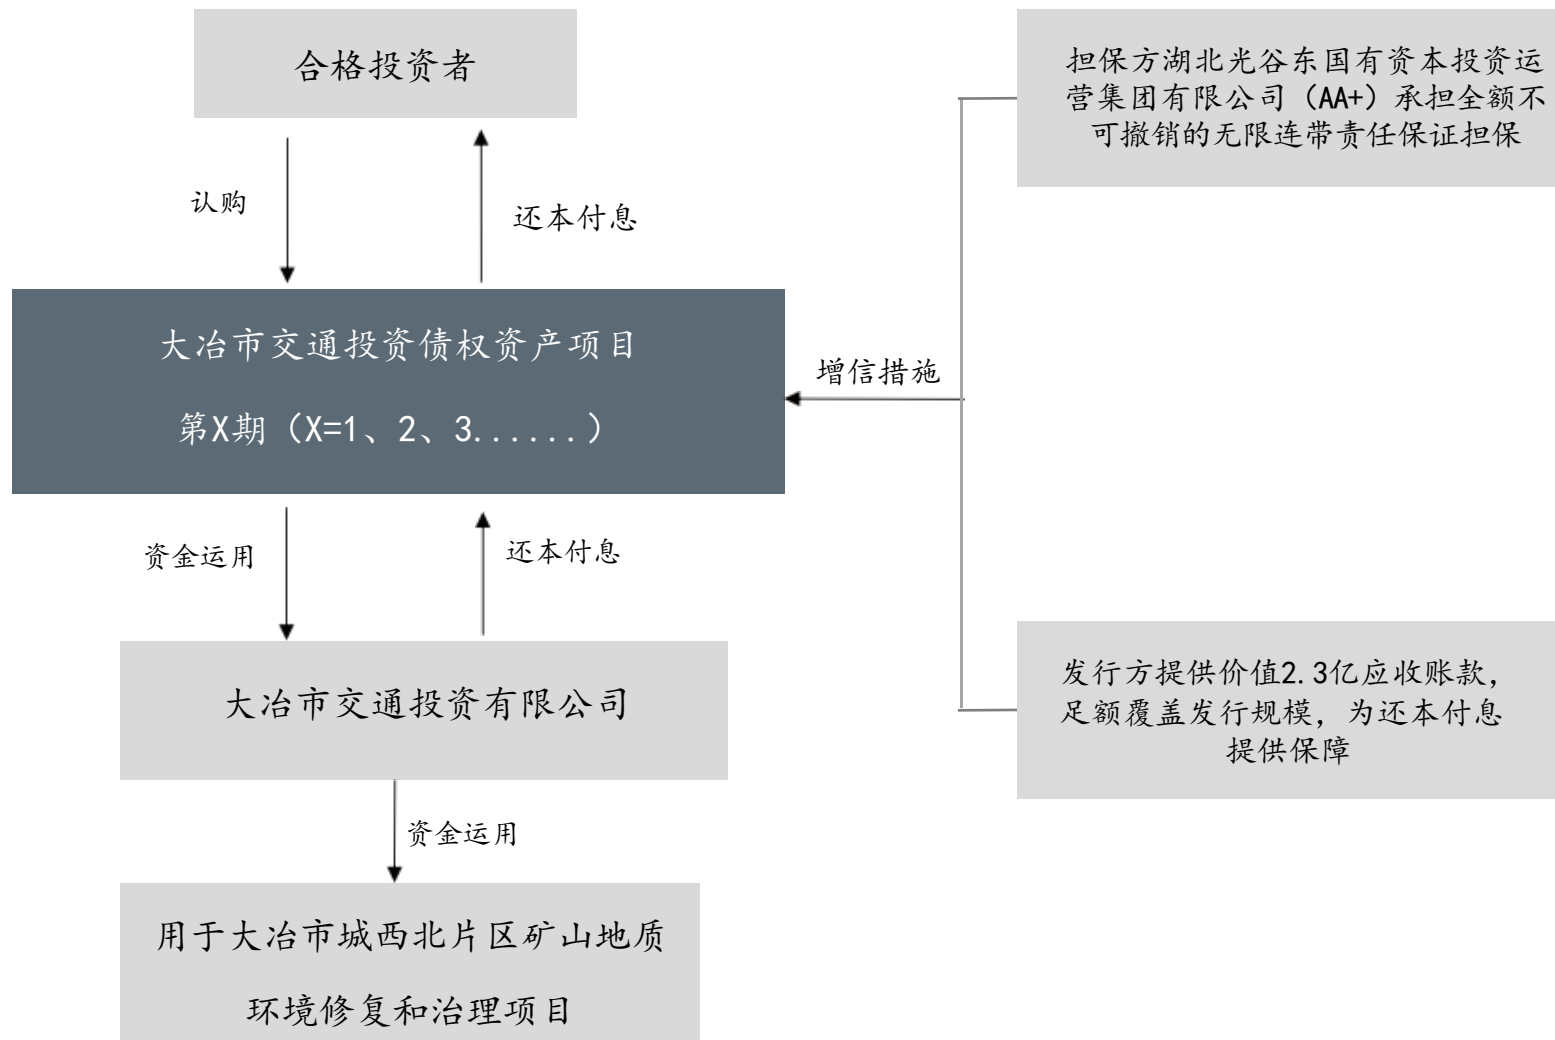 合格投资者
担保方湖北光谷东国有资本投资运
营集团有限公司（AA+）承担全额不
可撤销的无限连带责任保证担保
认购
还本付息
大冶市交通投资债权资产项目
第X期（X=1、2、3......）
增信措施
资金运用
还本付息
大冶市交通投资有限公司
发行方提供价值2.3亿应收账款，
足额覆盖发行规模，为还本付息
提供保障
资金运用
用于大冶市城西北片区矿山地质
环境修复和治理项目